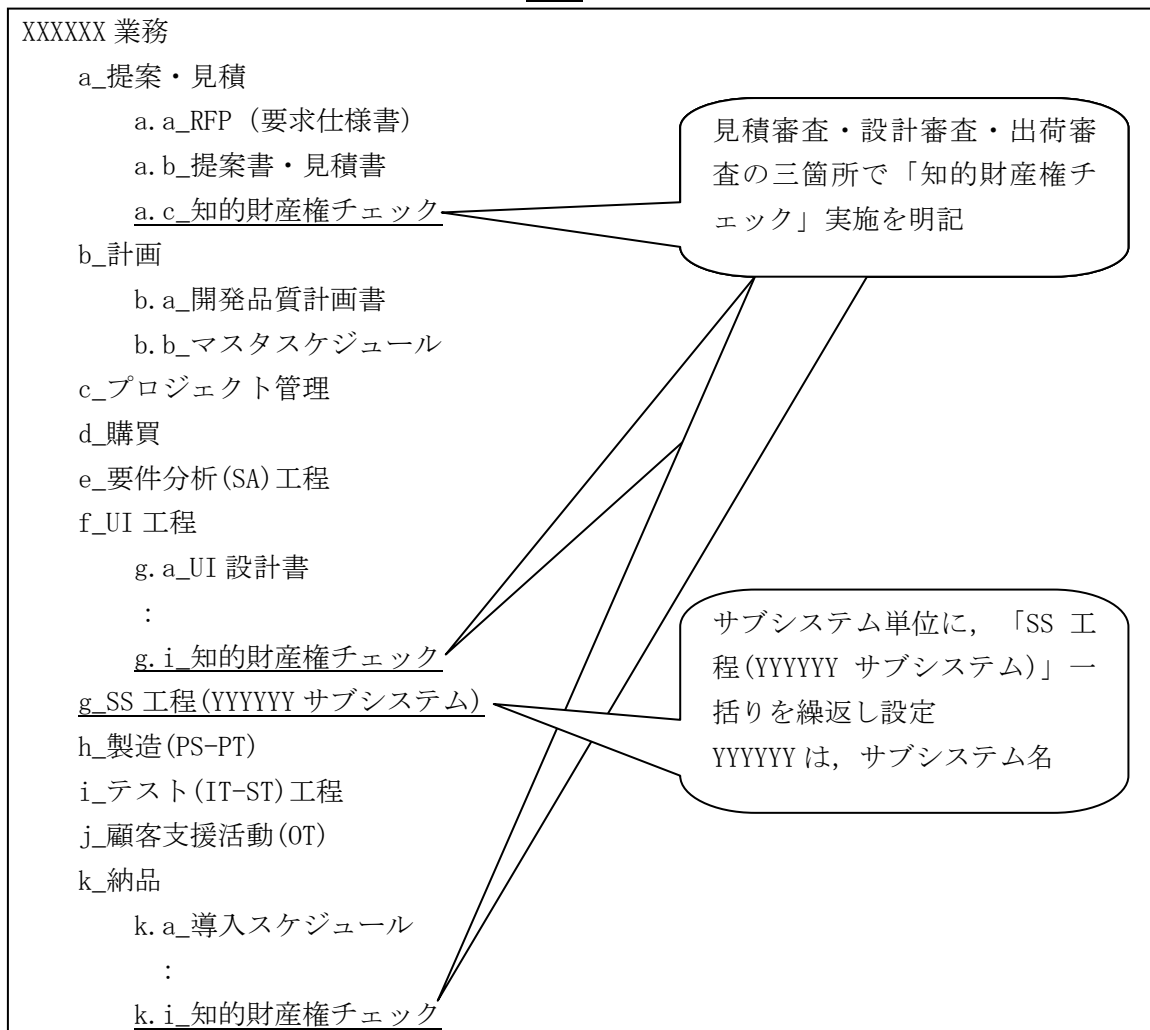 XXXXXX 業務
a_提案・見積
a.a_RFP (要求仕様書)
a.b_提案書・見積書
a.c_知的財産権チェック
b_計画
b.a_開発品質計画書
b.b_マスタスケジュール
c_プロジェクト管理
d_購買
e_要件分析(SA)工程
f_UI 工程
g.a_UI 設計書
:
g.i_知的財産権チェック
g_SS 工程(YYYYYY サブシステム)
h_製造(PS-PT)
i_テスト(IT-ST)工程
j_顧客支援活動(OT)
k_納品
k.a_導入スケジュール
:
k.i_知的財産権チェック
見積審査・設計審査・出荷審
査の三箇所で「知的財産権チ
ェック」実施を明記
サブシステム単位に，「SS 工
程(YYYYYY サブシステム)」一
括りを繰返し設定
YYYYYY は，サブシステム名